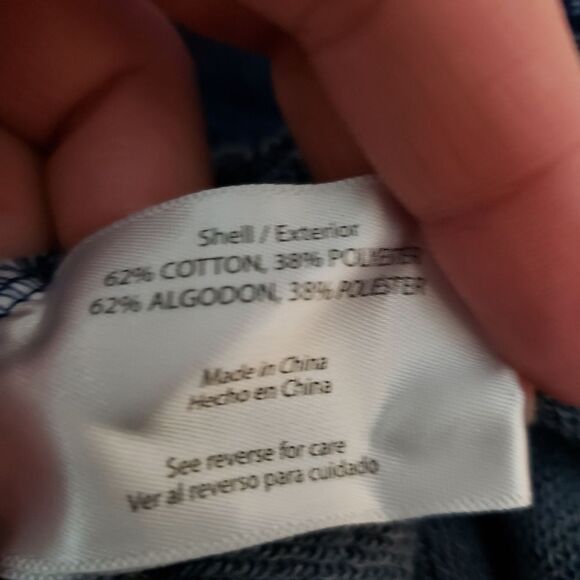 Shell / Exterior
62% COTTON, 38% POLIESTER
62% ALGODON, 38% POLIESTER
Made in China
Hecho en China
See reverse for care
Ver al reverso para cuidado